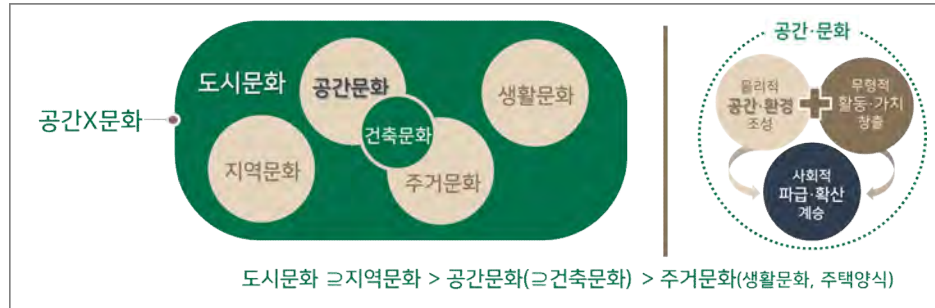 공간X문화
도시문화
공간문화
생활문화
건축문화
지역문화
주거문화
공간·문화
물리적
공간·환경
조성
+
무형적
활동·가치
창출
사회적
파급·확산
계승
도시문화 ⊇지역문화 > 공간문화(⊇건축문화) > 주거문화(생활문화, 주택양식)